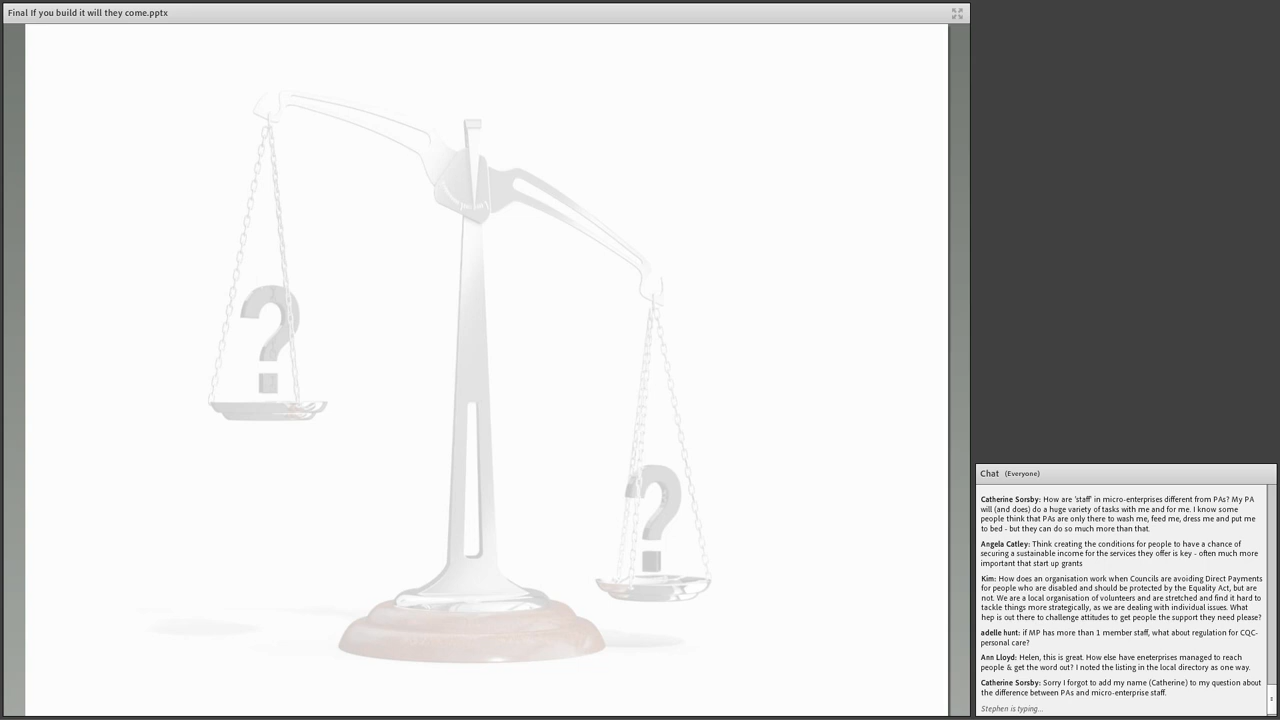 Final If you build it will they come.pptx
?
?
Chat (Everyone)
Catherine Sorsby: How are 'staff' in micro-enterprises different from PAs? My PA
will (and does) do a huge variety of tasks with me and for me. I know some
people think that PAs are only there to wash me, feed me, dress me and put me
to bed - but they can do so much more than that.
Angela Catley: Think creating the conditions for people to have a chance of
securing a sustainable income for the services they offer is key - often much more
important that start up grants
Kim: How does an organisation work when Councils are avoiding Direct Payments
for people who are disabled and should be protected by the Equality Act, but are
not. We are a local organisation of volunteers and are stretched and find it hard to
tackle things more strategically, as we are dealing with individual issues. What
hep is out there to challenge attitudes to get people the support they need please?
adelle hunt: if MP has more than 1 member staff, what about regulation for CQC-
personal care?
Ann Lloyd: Helen, this is great. How else have eneterprises managed to reach
people & get the word out? I noted the listing in the local directory as one way.
Catherine Sorsby: Sorry I forgot to add my name (Catherine) to my question about
the difference between PAs and micro-enterprise staff.
Stephen is typing...